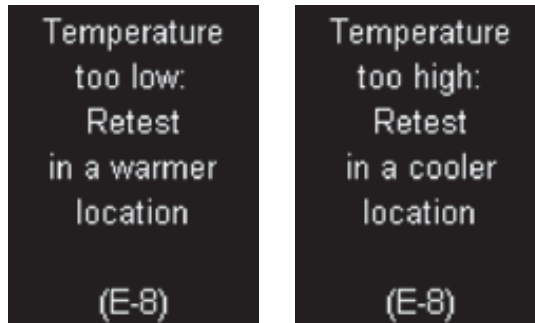 Temperature
too low:
Retest
in a warmer
location
(E-8)
Temperature
too high:
Retest
in a cooler
location
(E-8)